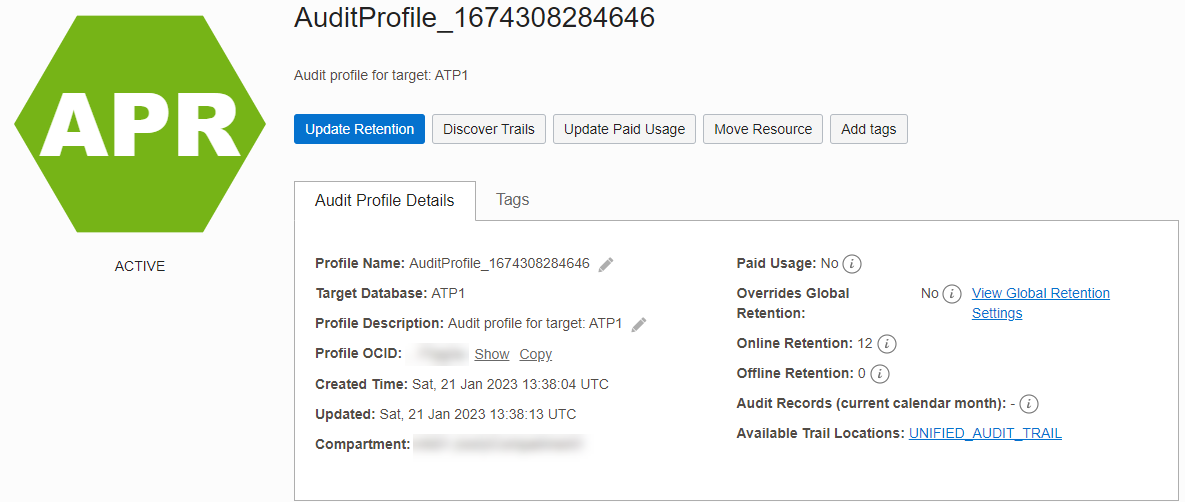 AuditProfile_1674308284646
APR
ACTIVE
Audit profile for target: ATP1
Update Retention
Discover Trails
Update Paid Usage
Move Resource
Add tags
Audit Profile Details
Tags
Profile Name: AuditProfile_1674308284646
Target Database: ATP1
Profile Description: Audit profile for target: ATP1
Profile OCID: Show Copy
Created Time: Sat, 21 Jan 2023 13:38:04 UTC
Updated: Sat, 21 Jan 2023 13:38:13 UTC
Compartment:
Paid Usage: No i
Overrides Global No i View Global Retention
Retention: Settings
Online Retention: 12 i
Offline Retention: 0 i
Audit Records (current calendar month): - i
Available Trail Locations: UNIFIED_AUDIT_TRAIL